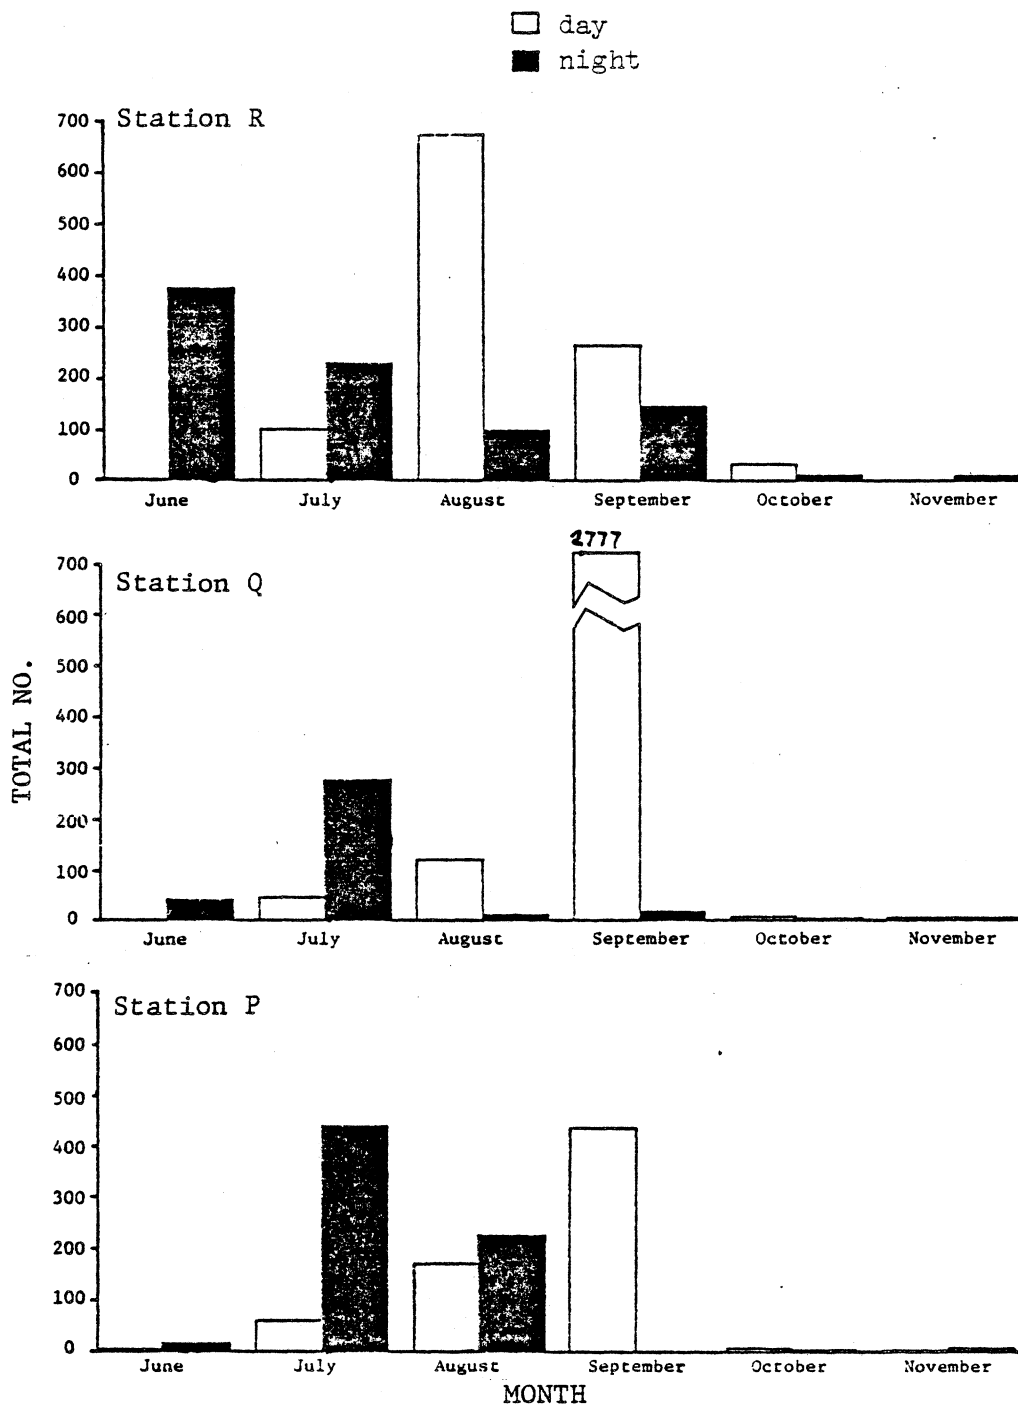 day
night
Station R
700
600
500
400
300
200
100
0
June July August September October November
2777
Station Q
700
600
500
400
300
200
100
0
June July August September October November
TOTAL NO.
Station P
700
600
500
400
300
200
100
0
June July August September October November
MONTH